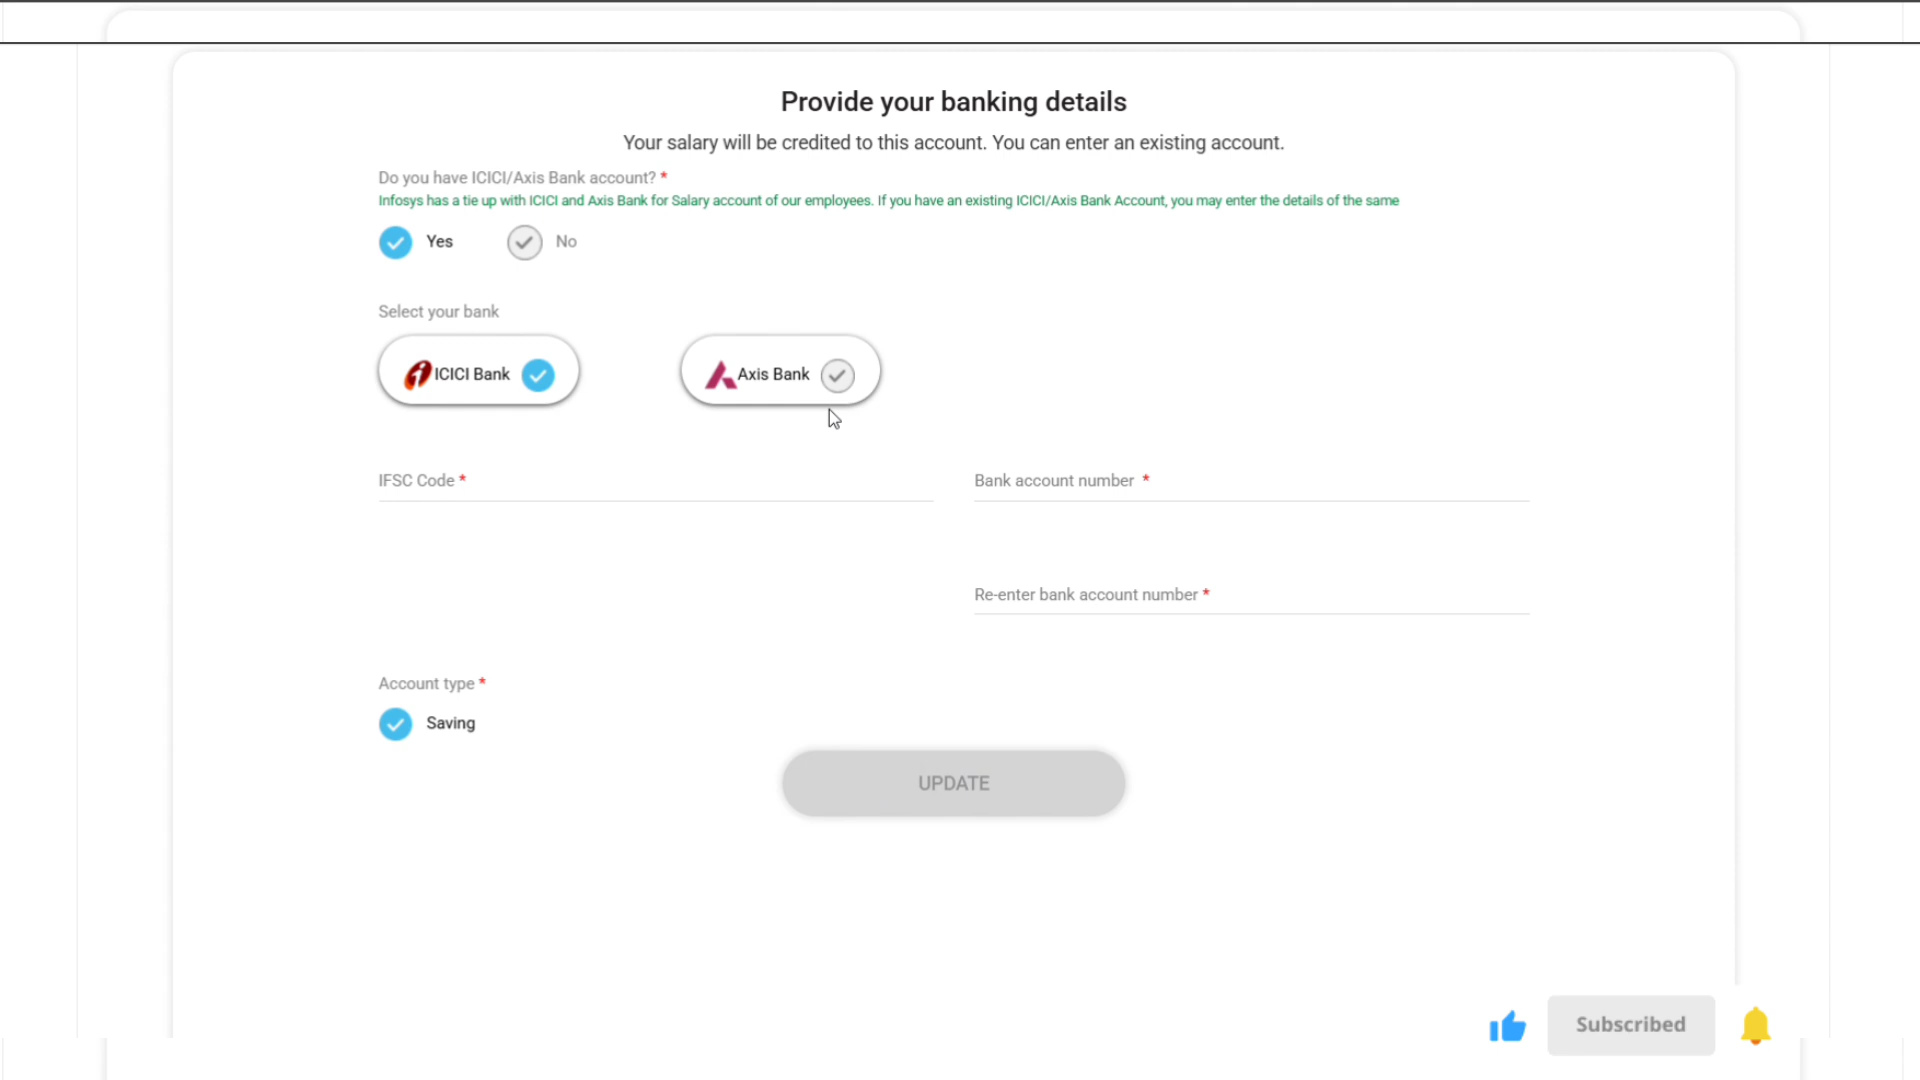 Provide your banking details
Your salary will be credited to this account. You can enter an existing account.
Do you have ICICI/Axis Bank account? *
Infosys has a tie up with ICICI and Axis Bank for Salary account of our employees. If you have an existing ICICI/Axis Bank Account, you may enter the details of the same
Yes No
Select your bank
ICICI Bank Axis Bank
IFSC Code * Bank account number *
Re-enter bank account number *
Account type *
Saving
UPDATE
Subscribed